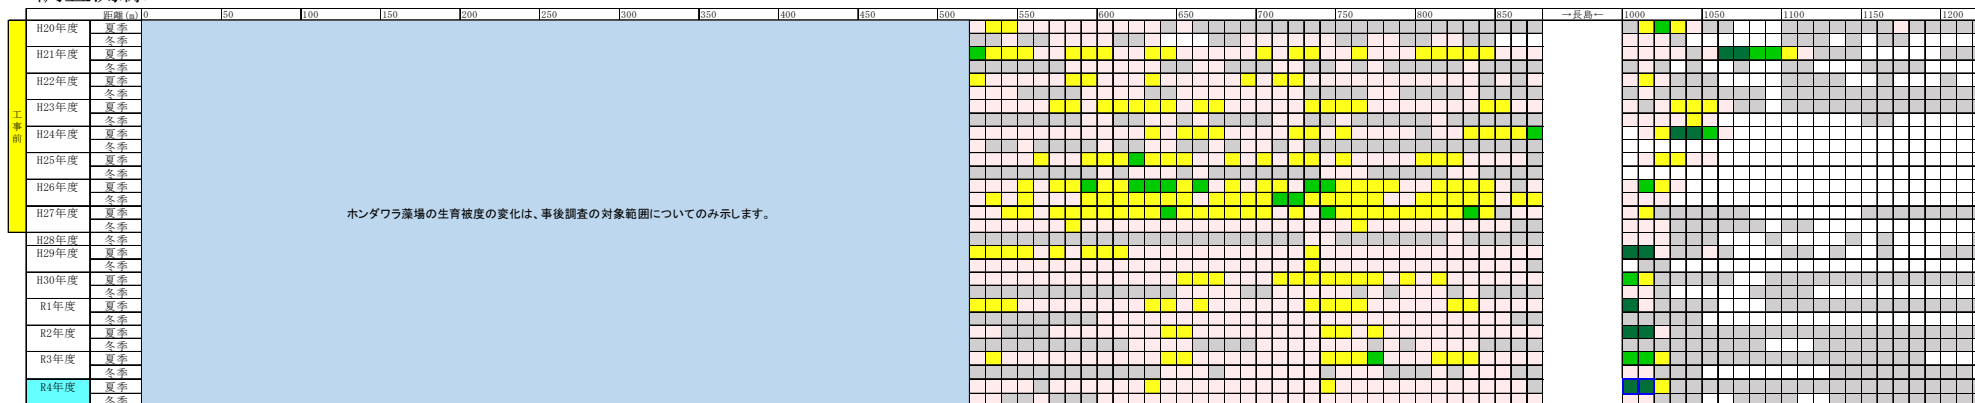 距離(m) 0 50 100 150 200 250 300 350 400 450 500 550 600 650 700 750 800 850 →長島← 1000 1050 1100 1150 1200
工事前
H20年度 夏季
冬季
H21年度 夏季
冬季
H22年度 夏季
冬季
H23年度 夏季
冬季
H24年度 夏季
冬季
H25年度 夏季
冬季
H26年度 夏季
冬季
ホンダワラ藻場の生育被度の変化は、事後調査の対象範囲についてのみ示します。
H27年度 夏季
冬季
H28年度 冬季
H29年度 夏季
冬季
H30年度 夏季
冬季
R1年度 夏季
冬季
R2年度 夏季
冬季
R3年度 夏季
冬季
R4年度 夏季
冬季